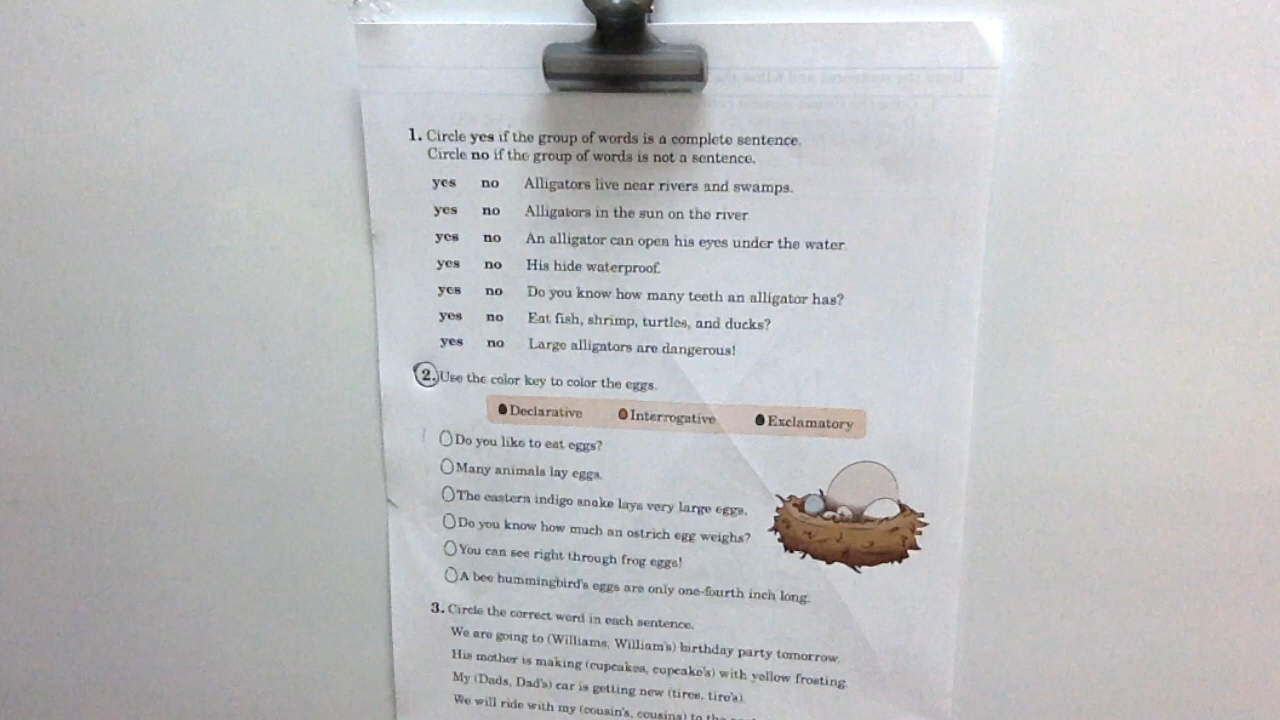 1. Circle yes if the group of words is a complete sentence.
Circle no if the group of words is not a sentence.
yes no Alligators live near rivers and swamps.
yes no Alligators in the sun on the river.
yes no An alligator can open his eyes under the water.
yes no His hide waterproof.
yes no Do you know how many teeth an alligator has?
yes no Eat fish, shrimp, turtles, and ducks?
yes no Large alligators are dangerous!
2. Use the color key to color the eggs.
Declarative Interrogative Exclamatory
Do you like to eat eggs?
Many animals lay eggs.
The eastern indigo snake lays very large eggs.
Do you know how much an ostrich egg weighs?
You can see right through frog eggs!
A bee hummingbird's eggs are only one-fourth inch long.
3. Circle the correct word in each sentence.
We are going to (Williams, William's) birthday party tomorrow.
His mother is making (cupcakes, cupcake's) with yellow frosting.
My (Dads, Dad's) car is getting new (tires, tire's).
We will ride with my (cousin's, cousins) to the